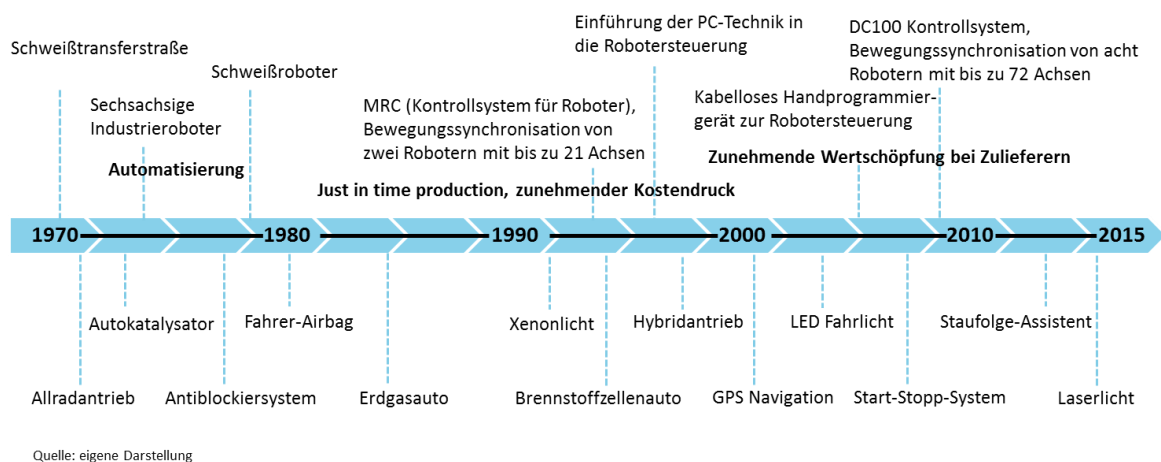 Schweißtransferstraße
Schweißroboter
Sechsachsige
Industrieroboter
Automatisierung
MRC (Kontrollsystem für Roboter),
Bewegungssynchronisation von
zwei Robotern mit bis zu 21 Achsen
Just in time production, zunehmender Kostendruck
Einführung der PC-Technik in
die Robotersteuerung
DC100 Kontrollsystem,
Bewegungssynchronisation von acht
Robotern mit bis zu 72 Achsen
Kabelloses Handprogrammier-
gerät zur Robotersteuerung
Zunehmende Wertschöpfung bei Zulieferern
1970 1980 1990 2000 2010 2015
Autokatalysator
Fahrer-Airbag
Xenonlicht
Hybridantrieb
LED Fahrlicht
Staufolge-Assistent
Allradantrieb
Antiblockiersystem
Erdgasauto
Brennstoffzellenauto
GPS Navigation
Start-Stopp-System
Laserlicht
Quelle: eigene Darstellung